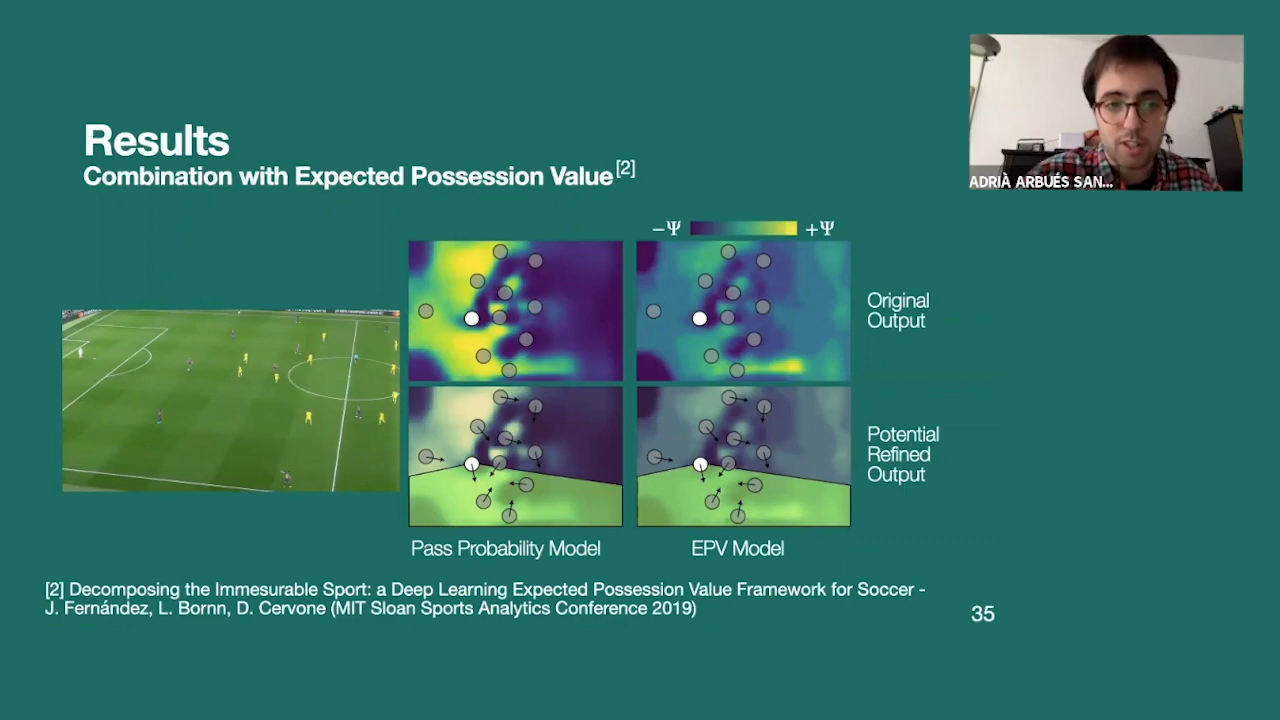 ADRIÀ ARBUÉS SAN...
Results
Combination with Expected Possession Value[2]
−Ψ +Ψ
Original
Output
Potential
Refined
Output
Pass Probability Model
EPV Model
[2] Decomposing the Immesurable Sport: a Deep Learning Expected Possession Value Framework for Soccer -
J. Fernández, L. Bornn, D. Cervone (MIT Sloan Sports Analytics Conference 2019)
35